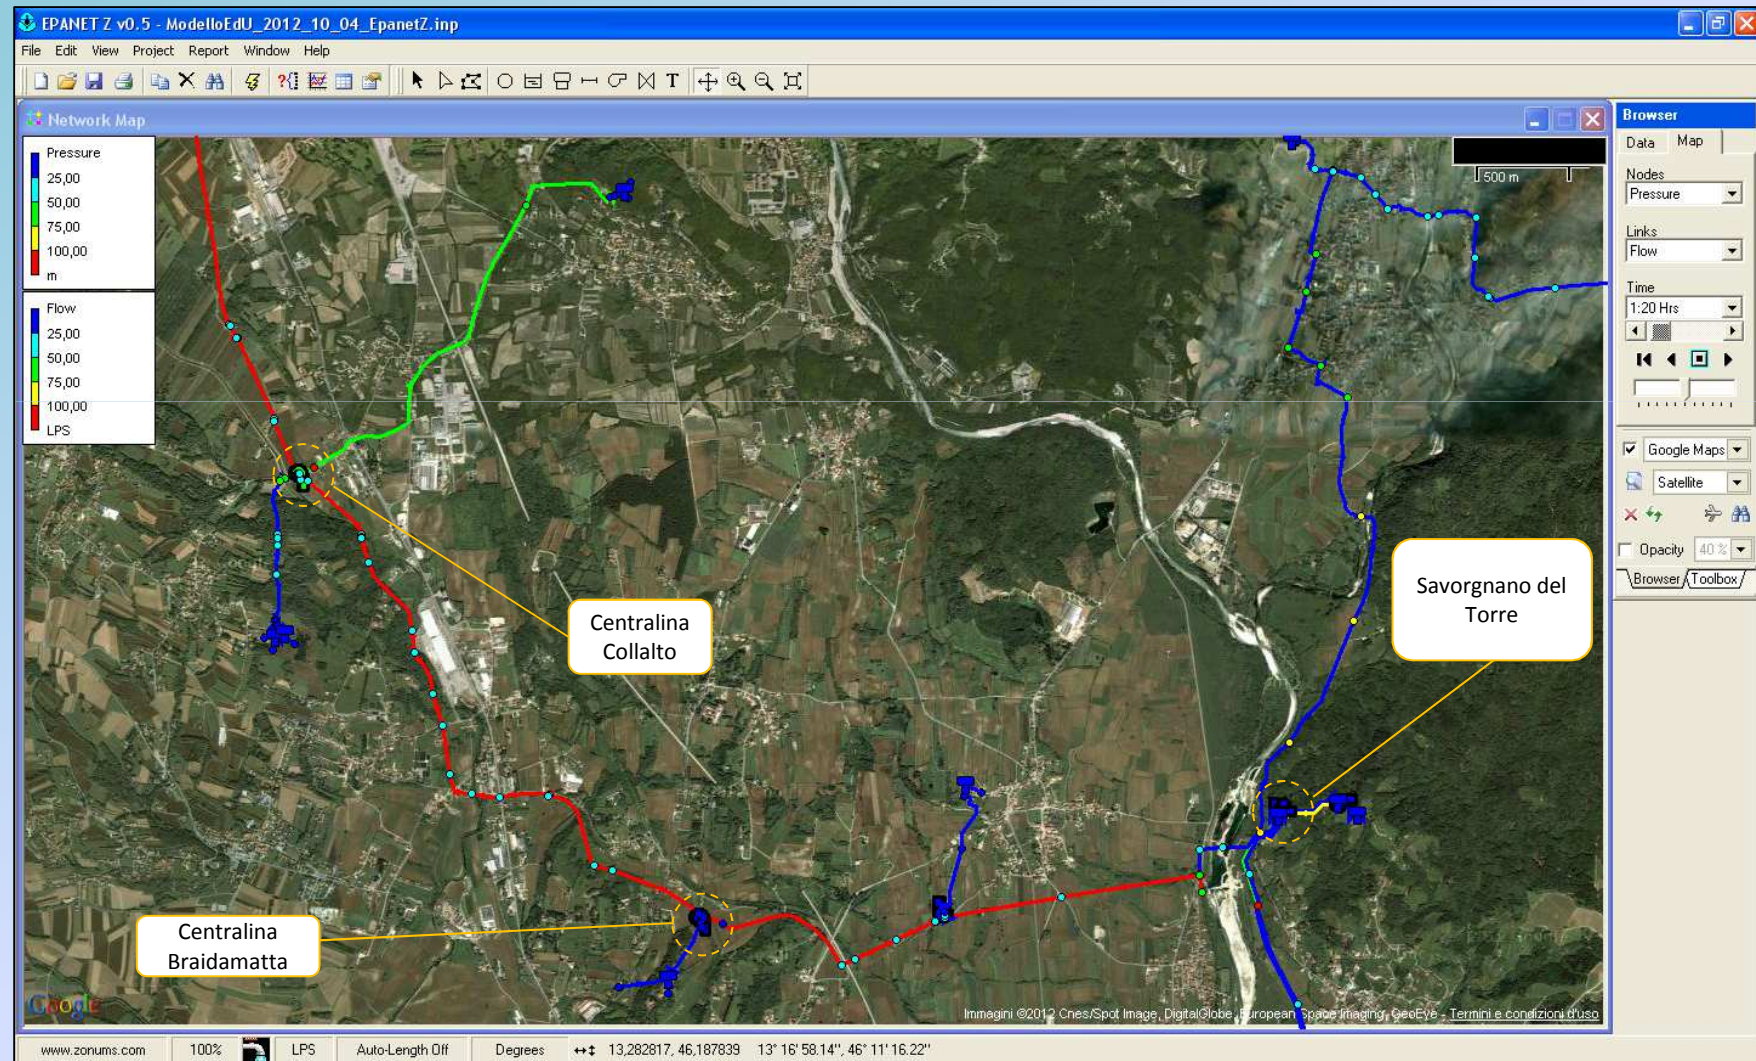 EPANET Z v0.5 - ModelloEdU_2012_10_04_EpanetZ.inp
File Edit View Project Report Window Help
Network Map
Pressure
25,00
50,00
75,00
100,00
m
Flow
25,00
50,00
75,00
100,00
LPS
500 m
Centralina
Collalto
Savorgnano del
Torre
Centralina
Braidamatta
Google
Immagini ©2012 Cnes/Spot Image, DigitalGlobe, European Space Imaging, GeoEye - Termini e condizioni d'uso
Browser
Data Map
Nodes
Pressure
Links
Flow
Time
1:20 Hrs
Google Maps
Satellite
Opacity 40 %
Browser Toolbox
www.zonums.com 100% LPS Auto-Length Off Degrees 13,282817, 46,187839 13° 16' 58.14", 46° 11' 16.22"